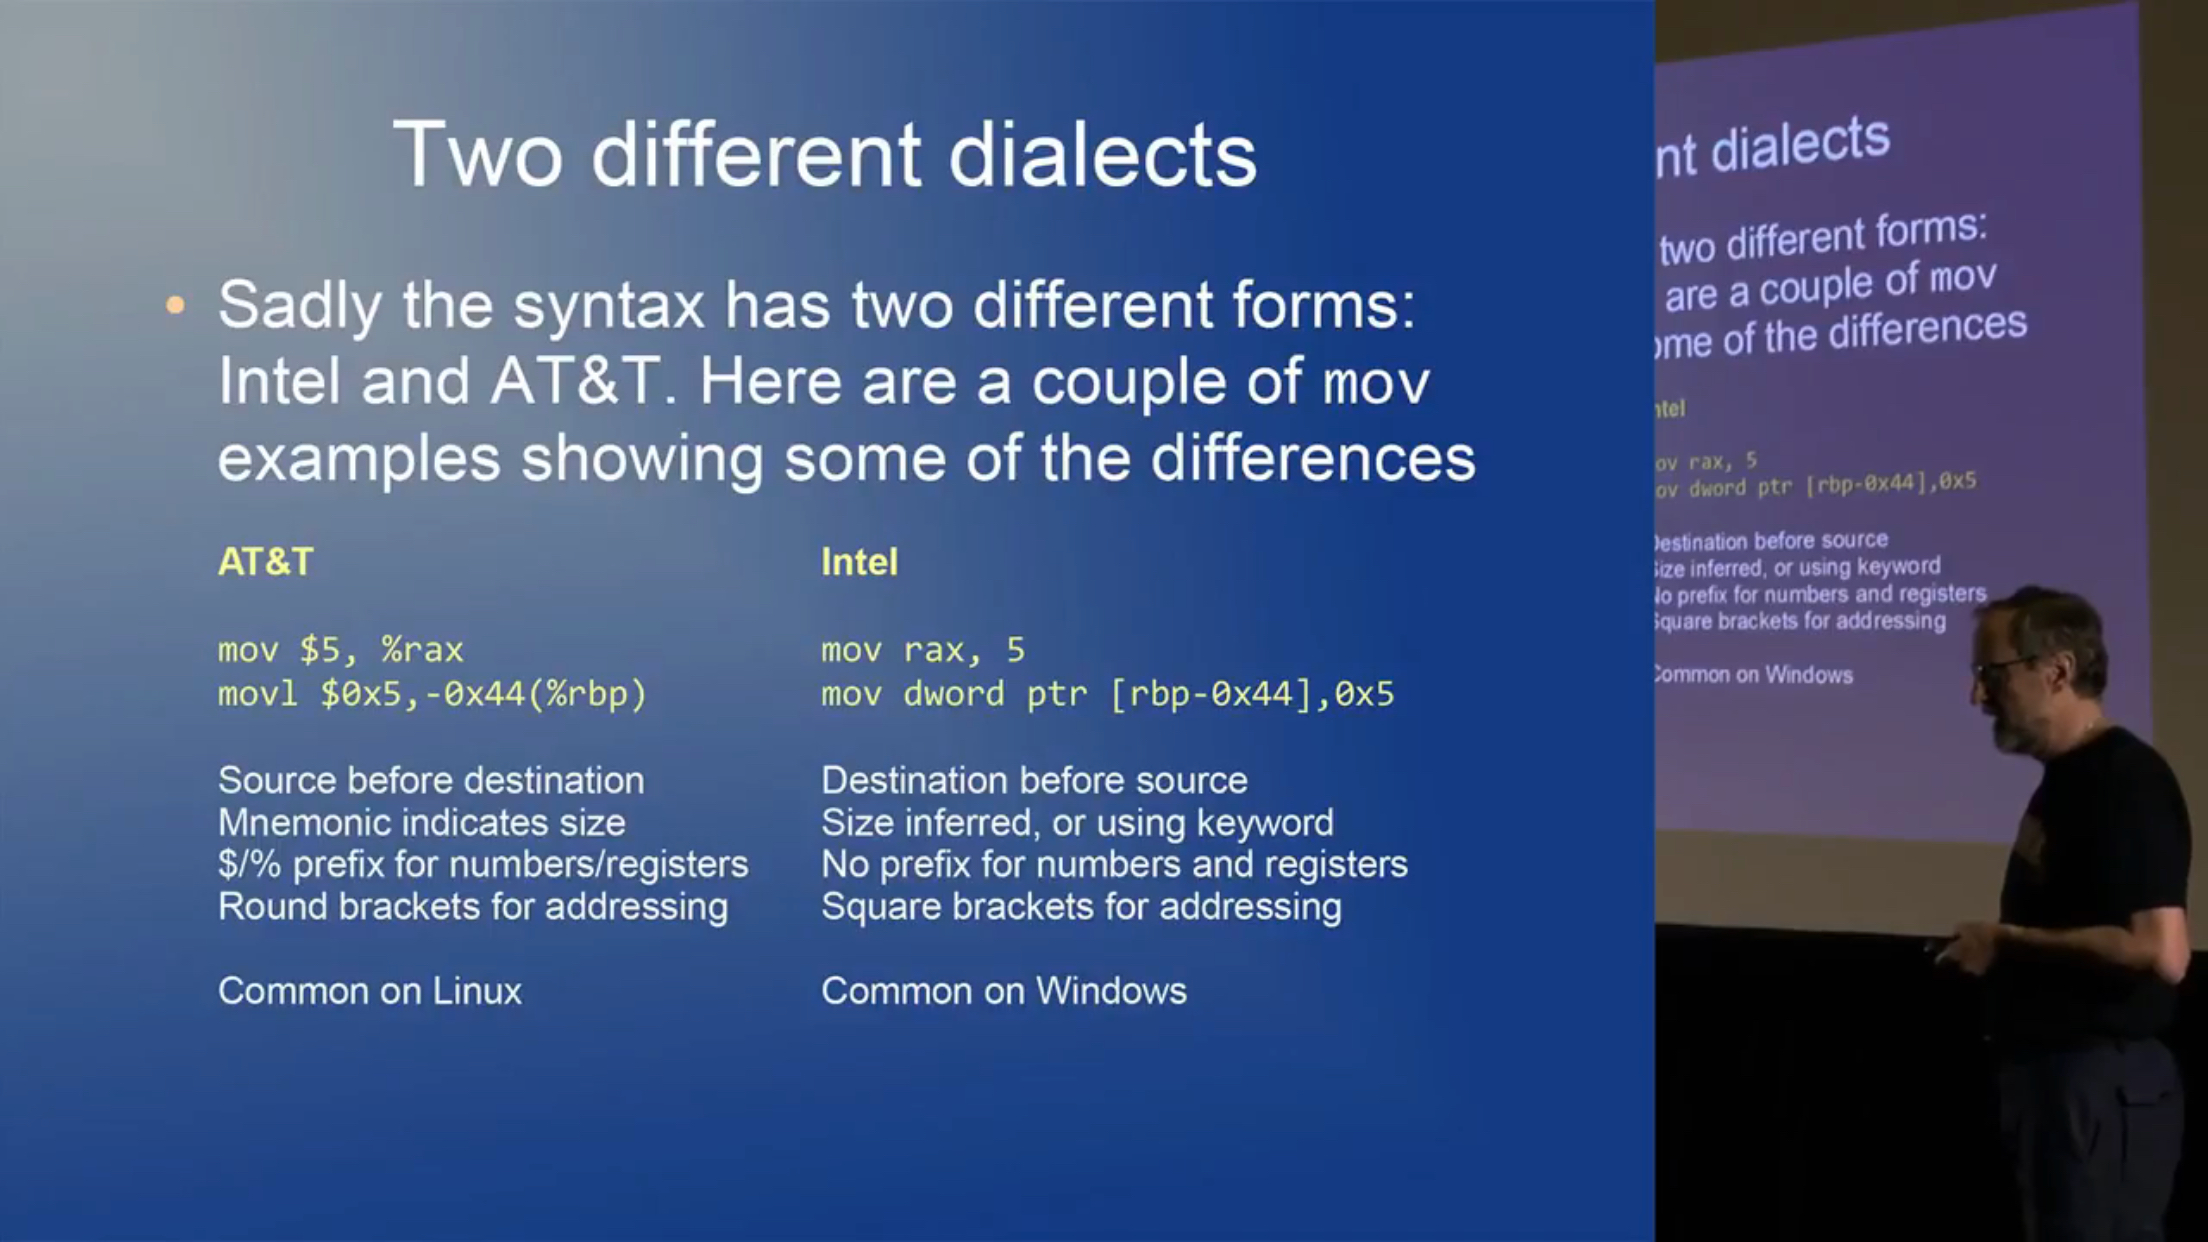 Two different dialects
• Sadly the syntax has two different forms:
Intel and AT&T. Here are a couple of mov
examples showing some of the differences
AT&T
mov $5, %rax
movl $0x5,-0x44(%rbp)
Source before destination
Mnemonic indicates size
$/% prefix for numbers/registers
Round brackets for addressing
Common on Linux
Intel
mov rax, 5
mov dword ptr [rbp-0x44],0x5
Destination before source
Size inferred, or using keyword
No prefix for numbers and registers
Square brackets for addressing
Common on Windows
nt dialects
two different forms:
are a couple of mov
ome of the differences
ntel
ov rax, 5
ov dword ptr [rbp-0x44],0x5
Destination before source
Size inferred, or using keyword
No prefix for numbers and registers
Square brackets for addressing
Common on Windows